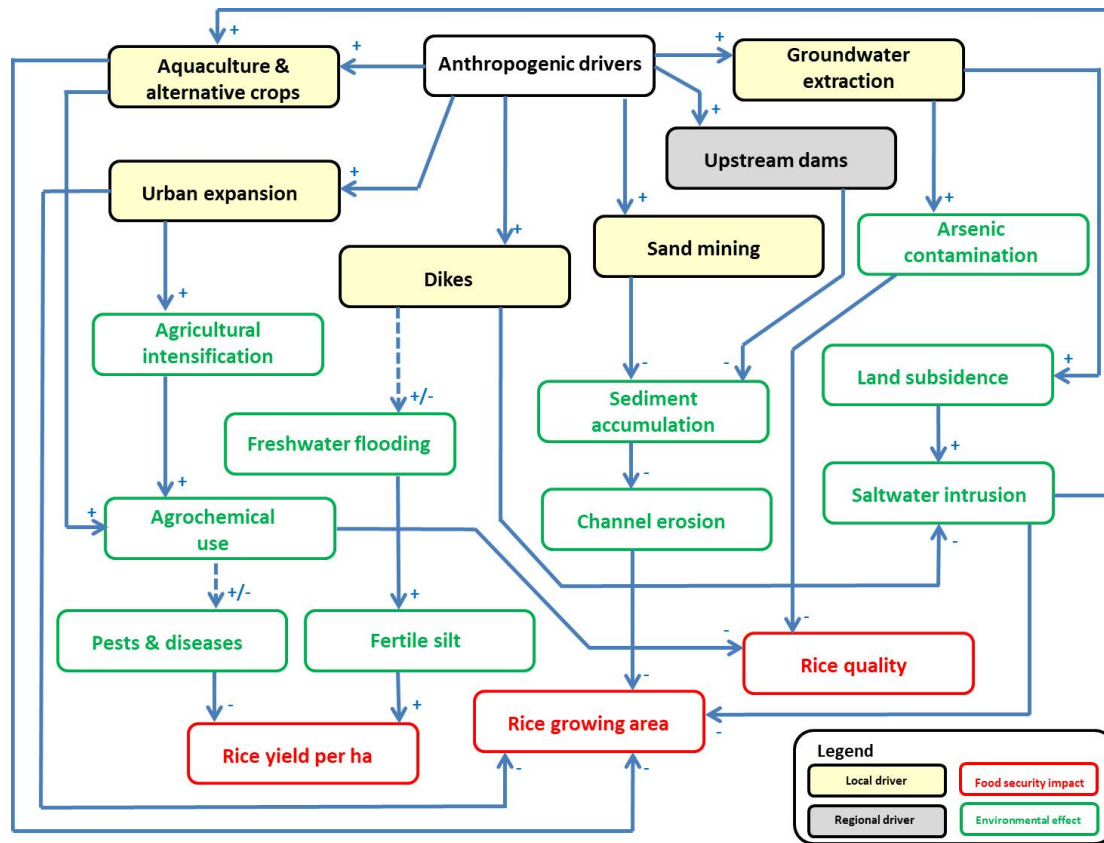 +
+
+
Aquaculture &
alternative crops
Anthropogenic drivers
Groundwater
extraction
+
Upstream dams
+
Urban expansion
+
+
+
Arsenic
contamination
Dikes
Sand mining
+
Agricultural
intensification
-
-
+
Land subsidence
+/-
Sediment
accumulation
Freshwater flooding
+
-
+
Saltwater intrusion
+
Agrochemical
use
Channel erosion
-
+/-
+
Pests & diseases
Fertile silt
-
-
Rice quality
-
+
-
Rice growing area
-
Rice yield per ha
-
-
Legend
Local driver
Food security impact
Regional driver
Environmental effect